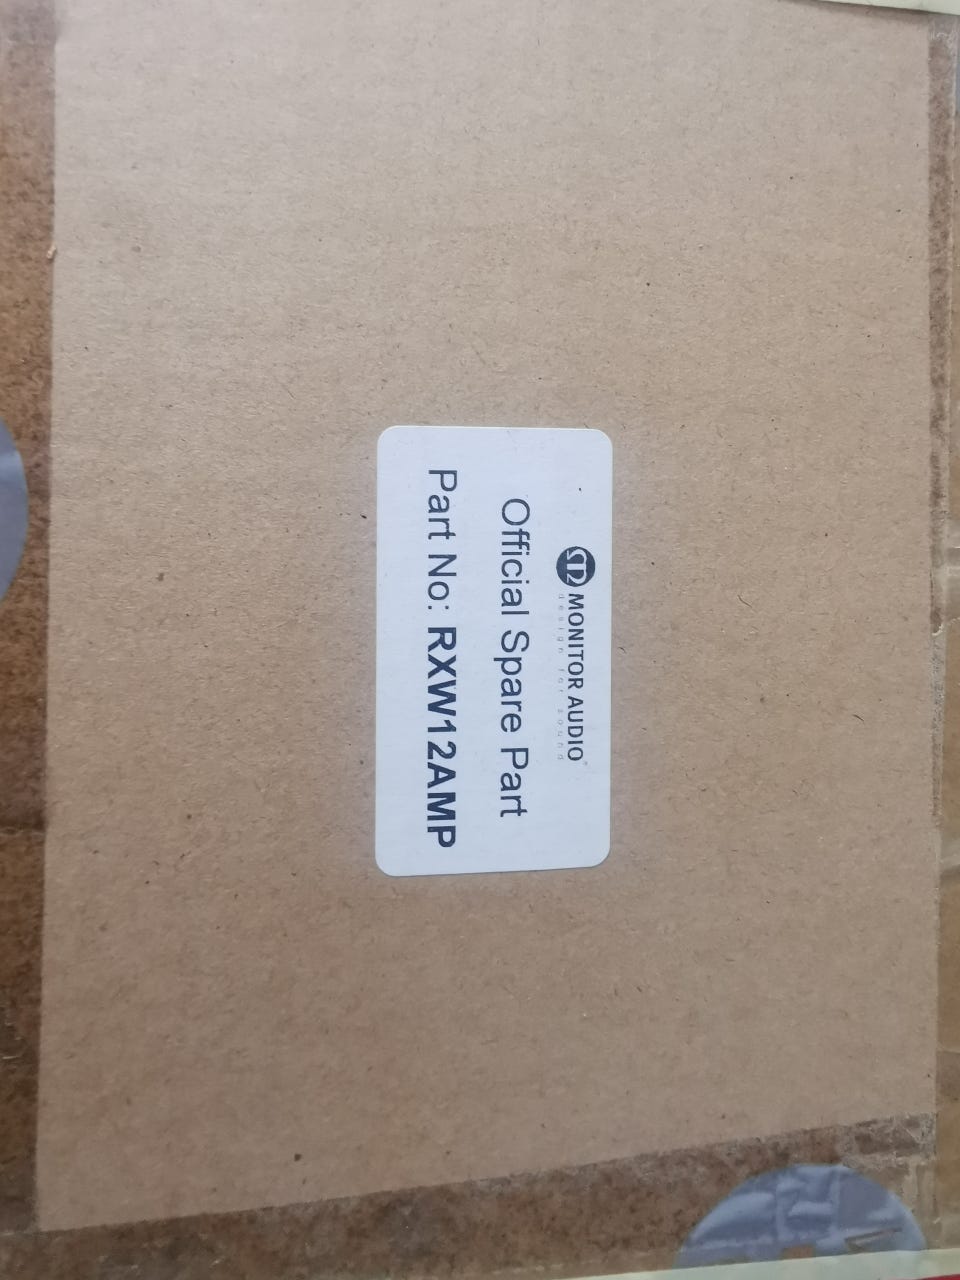 MONITOR AUDIO
design for sound
Official Spare Part
Part No: RXW12AMP